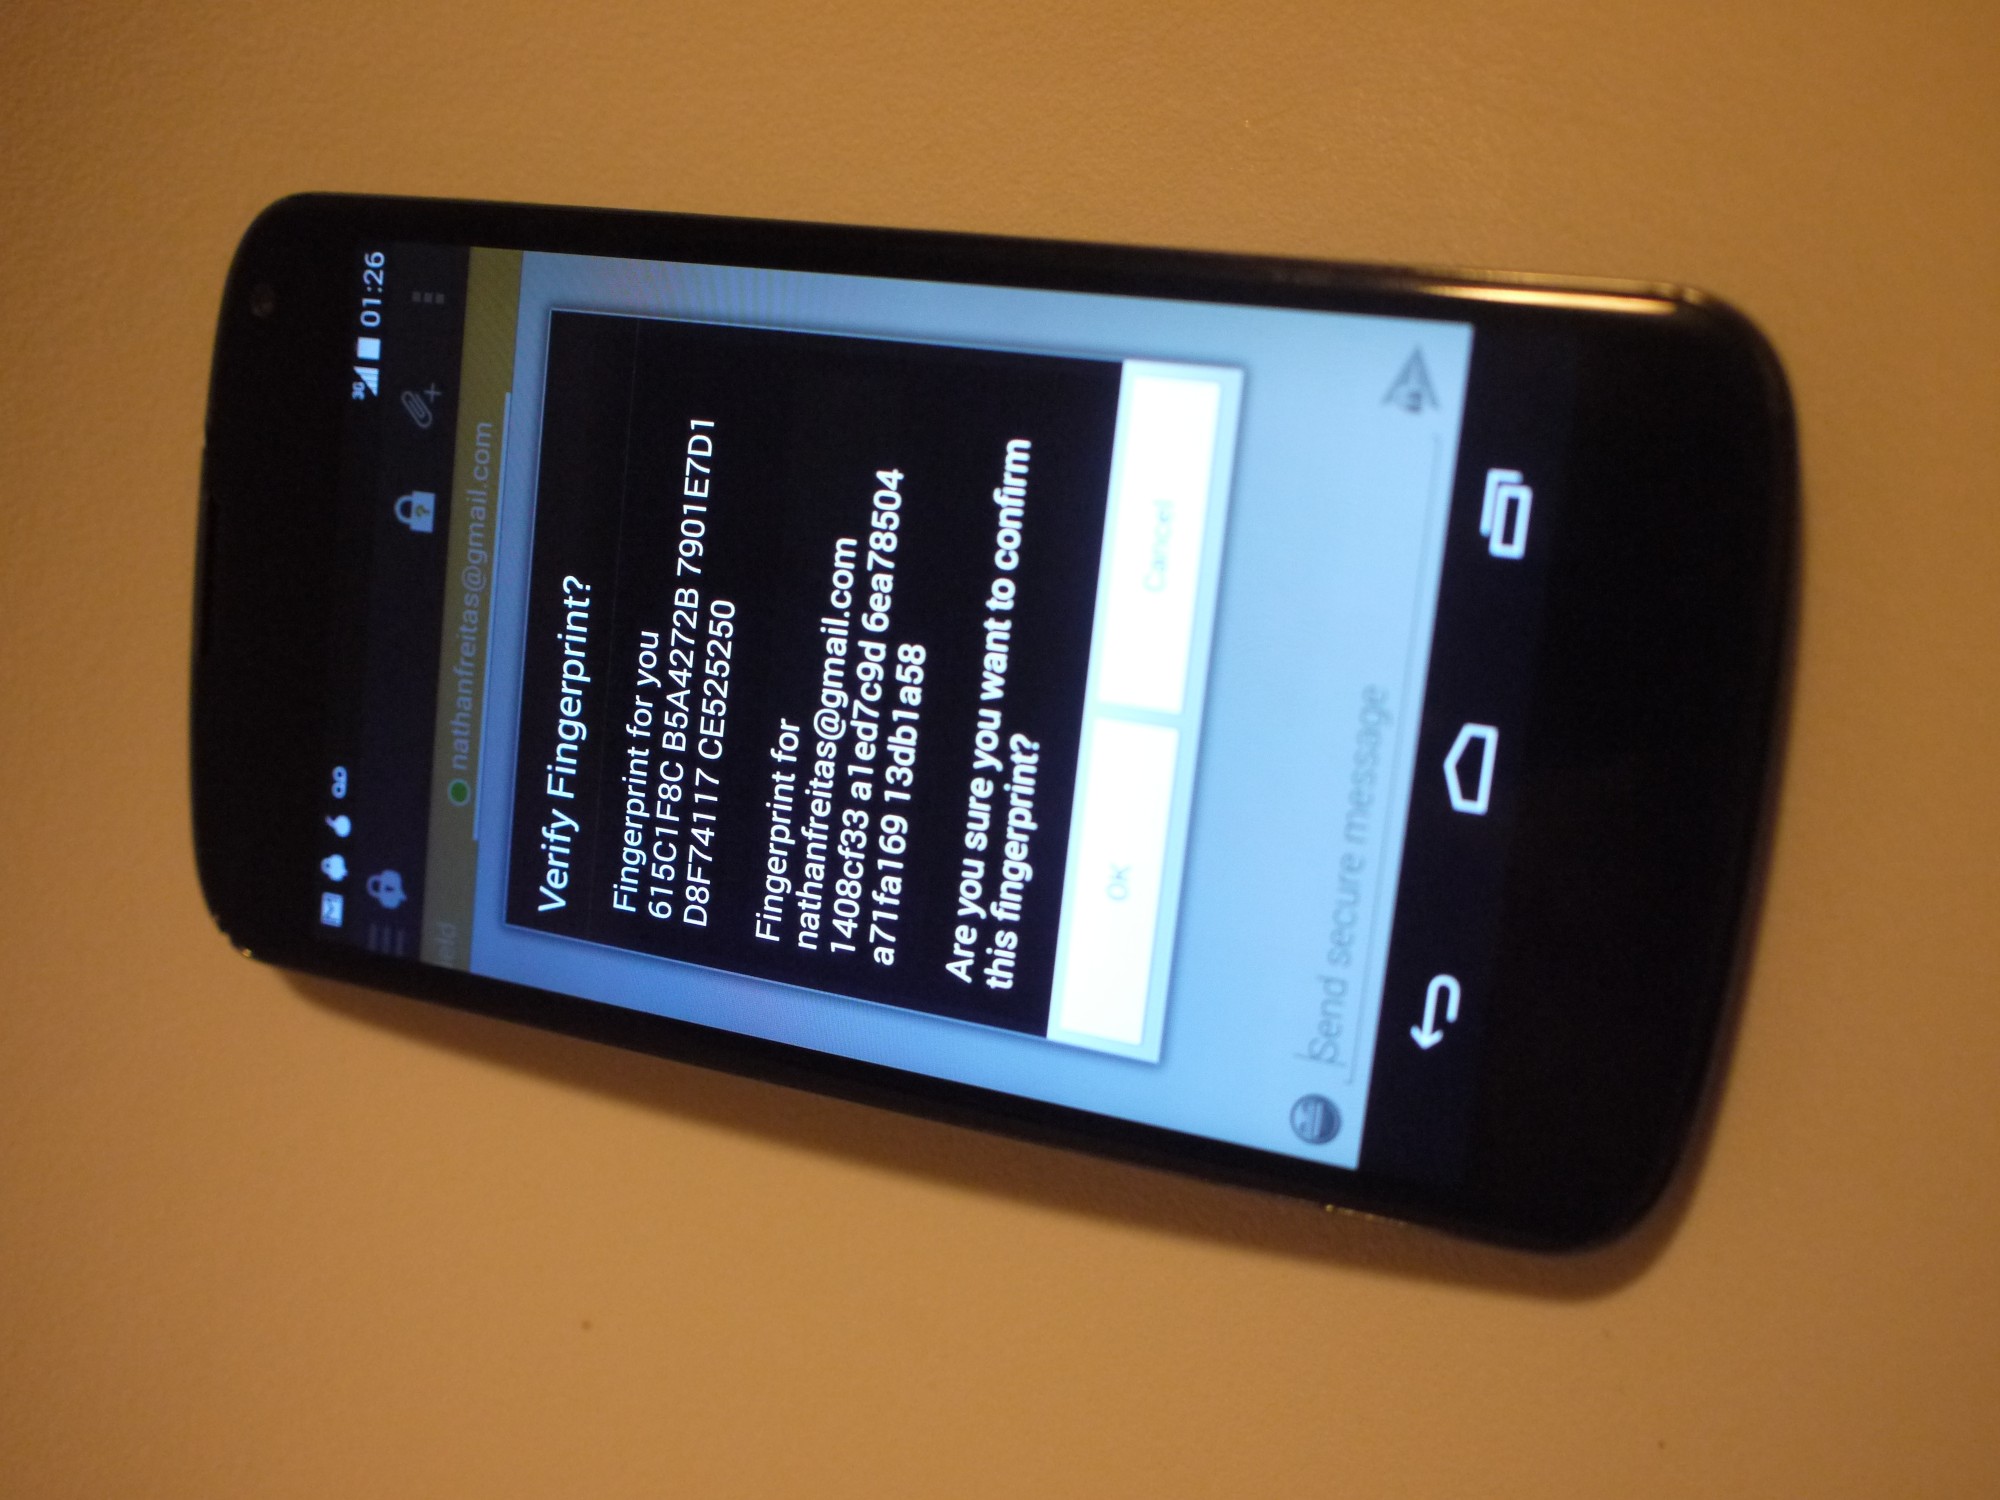 3G 01:26
eld nathanfreitas@gmail.com
Verify Fingerprint?
Fingerprint for you
615C1F8C B5A4272B 7901E7D1
D8F74117 CE525250
Fingerprint for
nathanfreitas@gmail.com
1408cf33 a1ed7c9d 6ea78504
a71fa169 13db1a58
Are you sure you want to confirm
this fingerprint?
OK Cancel
Send secure message